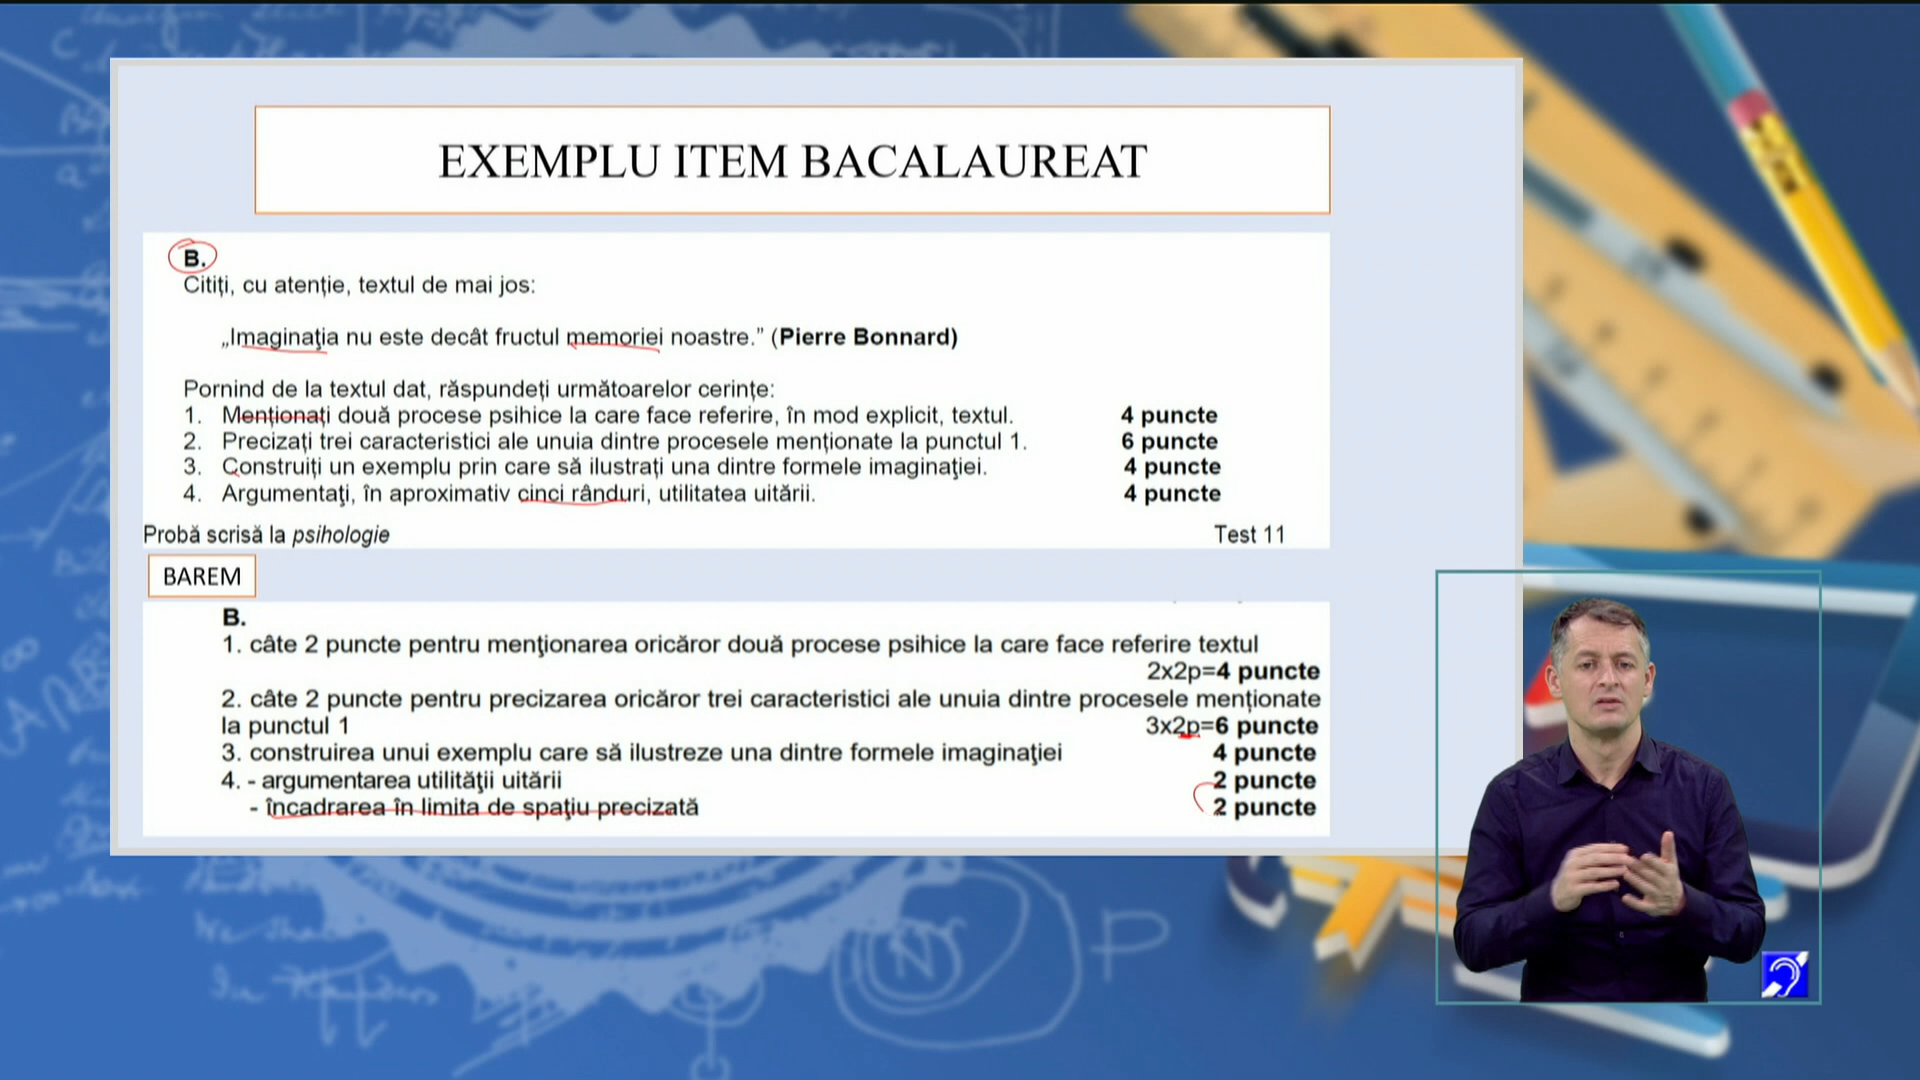 EXEMPLU ITEM BACALAUREAT
B.
Citiți, cu atenție, textul de mai jos:
„Imaginaţia nu este decât fructul memoriei noastre.” (Pierre Bonnard)
Pornind de la textul dat, răspundeți următoarelor cerințe:
1. Menționați două procese psihice la care face referire, în mod explicit, textul. 4 puncte
2. Precizați trei caracteristici ale unuia dintre procesele menționate la punctul 1. 6 puncte
3. Construiți un exemplu prin care să ilustrați una dintre formele imaginaţiei. 4 puncte
4. Argumentaţi, în aproximativ cinci rânduri, utilitatea uitării. 4 puncte
Probă scrisă la psihologie Test 11
BAREM
B.
1. câte 2 puncte pentru menţionarea oricăror două procese psihice la care face referire textul
2x2p=4 puncte
2. câte 2 puncte pentru precizarea oricăror trei caracteristici ale unuia dintre procesele menționate
la punctul 1 3x2p=6 puncte
3. construirea unui exemplu care să ilustreze una dintre formele imaginaţiei 4 puncte
4. - argumentarea utilităţii uitării 2 puncte
- încadrarea în limita de spaţiu precizată 2 puncte
P